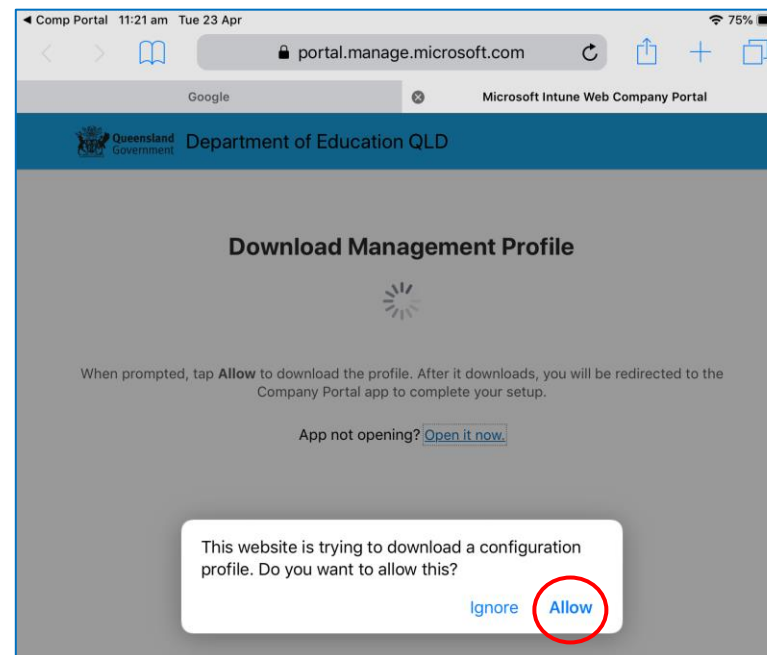 ◀ Comp Portal 11:21 am Tue 23 Apr 75%
portal.manage.microsoft.com
Google Microsoft Intune Web Company Portal
Queensland
Government
Department of Education QLD
Download Management Profile
When prompted, tap Allow to download the profile. After it downloads, you will be redirected to the
Company Portal app to complete your setup.
App not opening? Open it now.
This website is trying to download a configuration
profile. Do you want to allow this?
Ignore Allow